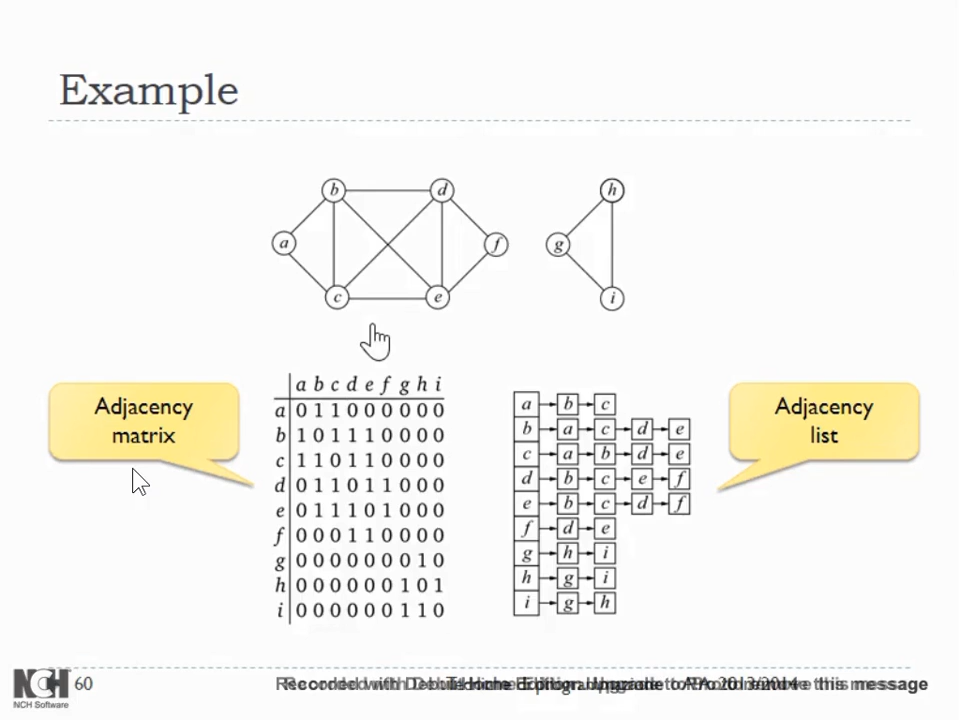 Example
b d h
a f g
c e i
a b c d e f g h i
a 0 1 1 0 0 0 0 0 0
b 1 0 1 1 1 0 0 0 0
c 1 1 0 1 1 0 0 0 0
d 0 1 1 0 1 1 0 0 0
e 0 1 1 1 0 1 0 0 0
f 0 0 0 1 1 0 0 0 0
g 0 0 0 0 0 0 0 1 0
h 0 0 0 0 0 0 1 0 1
i 0 0 0 0 0 0 1 1 0
Adjacency
matrix
a b c
b a c d e
c a b d e
d b c e f
e b c d f
f d e
g h i
h g i
i g h
Adjacency
list
NCH
NCH Software
60
2013/2014
message